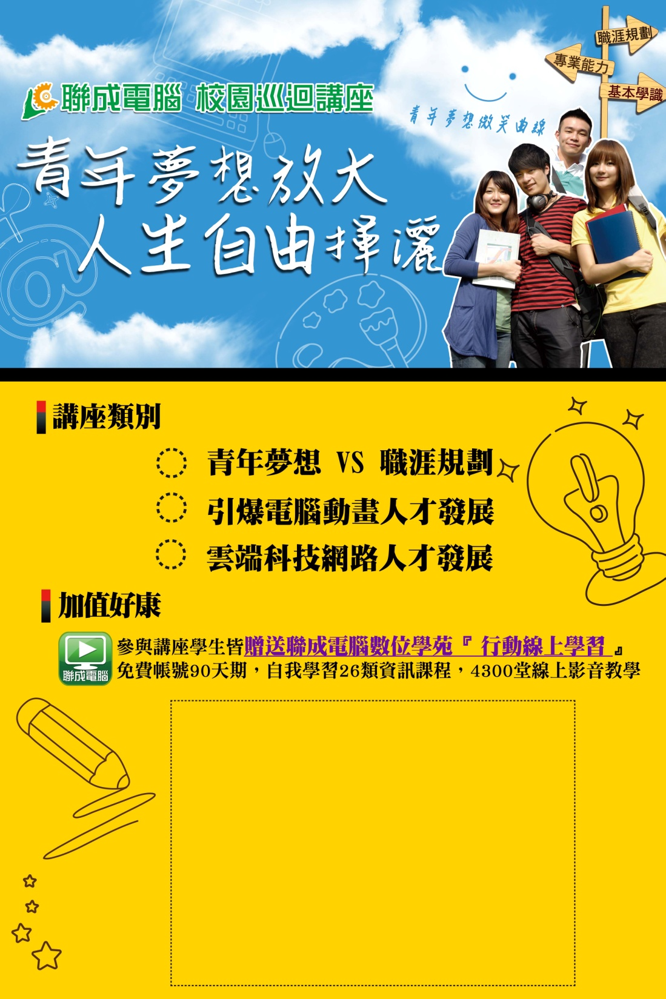 職涯規劃
專業能力
基本學識
聯成電腦 校園巡迴講座
青年夢想微笑曲線
青年夢想放大
人生自由揮灑
講座類別
青年夢想 VS 職涯規劃
引爆電腦動畫人才發展
雲端科技網路人才發展
加值好康
聯成電腦
參與講座學生皆贈送聯成電腦數位學苑『 行動線上學習 』
免費帳號90天期，自我學習26類資訊課程，4300堂線上影音教學